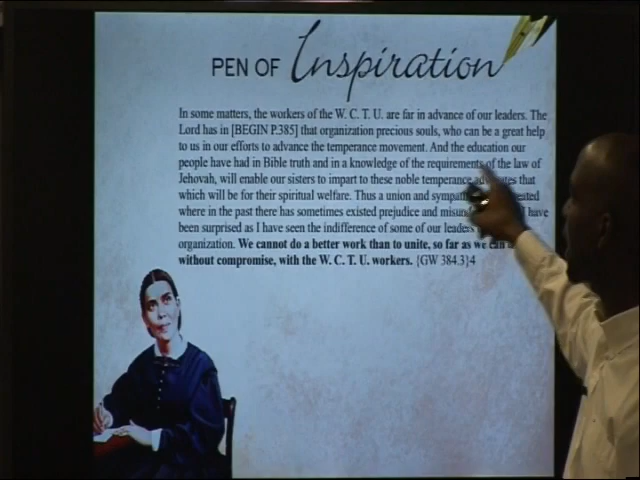 PEN OF Inspiration
In some matters, the workers of the W. C. T. U. are far in advance of our leaders. The
Lord has in [BEGIN P.385] that organization precious souls, who can be a great help
to us in our efforts to advance the temperance movement. And the education our
people have had in Bible truth and in a knowledge of the requirements of the law of
Jehovah, will enable our sisters to impart to these noble temperance advocates that
which will be for their spiritual welfare. Thus a union and
where in the past there has sometimes existed prejudice and I have
been surprised as I have seen the indifference of some of our leaders
organization. We cannot do a better work than to unite, so far as we can
without compromise, with the W. C. T. U. workers. {GW 384.3}4